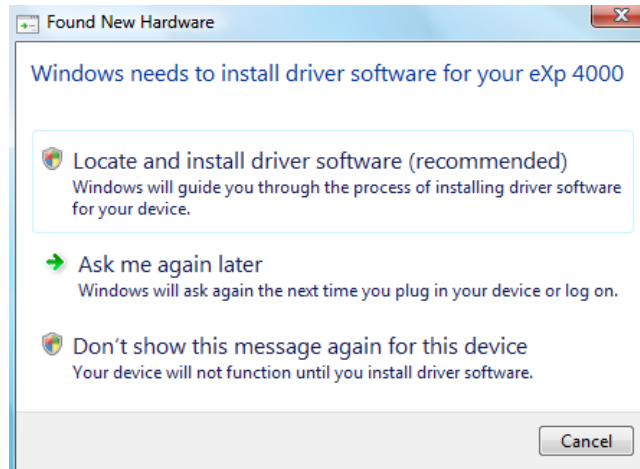 Found New Hardware
Windows needs to install driver software for your eXp 4000
Locate and install driver software (recommended)
Windows will guide you through the process of installing driver software
for your device.
Ask me again later
Windows will ask again the next time you plug in your device or log on.
Don't show this message again for this device
Your device will not function until you install driver software.
Cancel